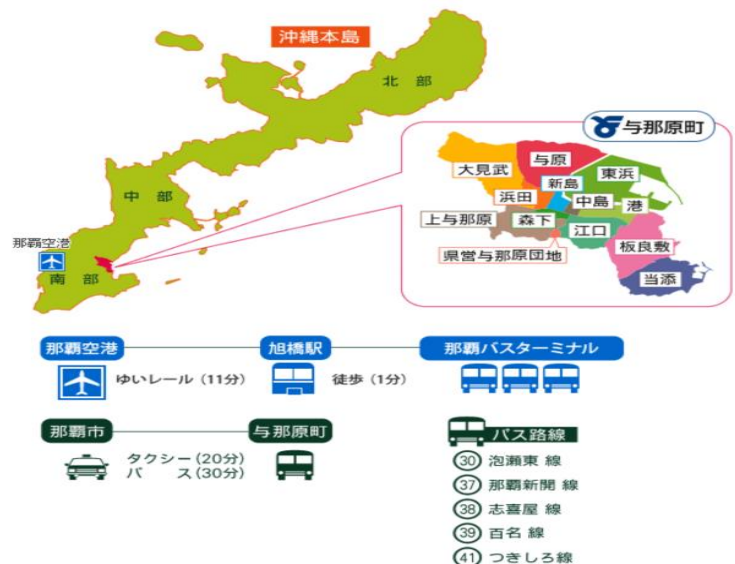 沖縄本島
北部
中部
那覇空港
南部
与那原町
大見武
与原
東浜
新島
浜田
中島
港
上与那原
森下
江口
県営与那原団地
板良敷
当添
那覇空港
旭橋駅
那覇バスターミナル
ゆいレール（11分）
徒歩（1分）
那覇市
与那原町
タクシー(20分)
バス(30分)
バス路線
30 泡瀬東線
37 那覇新開線
38 志喜屋線
39 百名線
41 つきしろ線